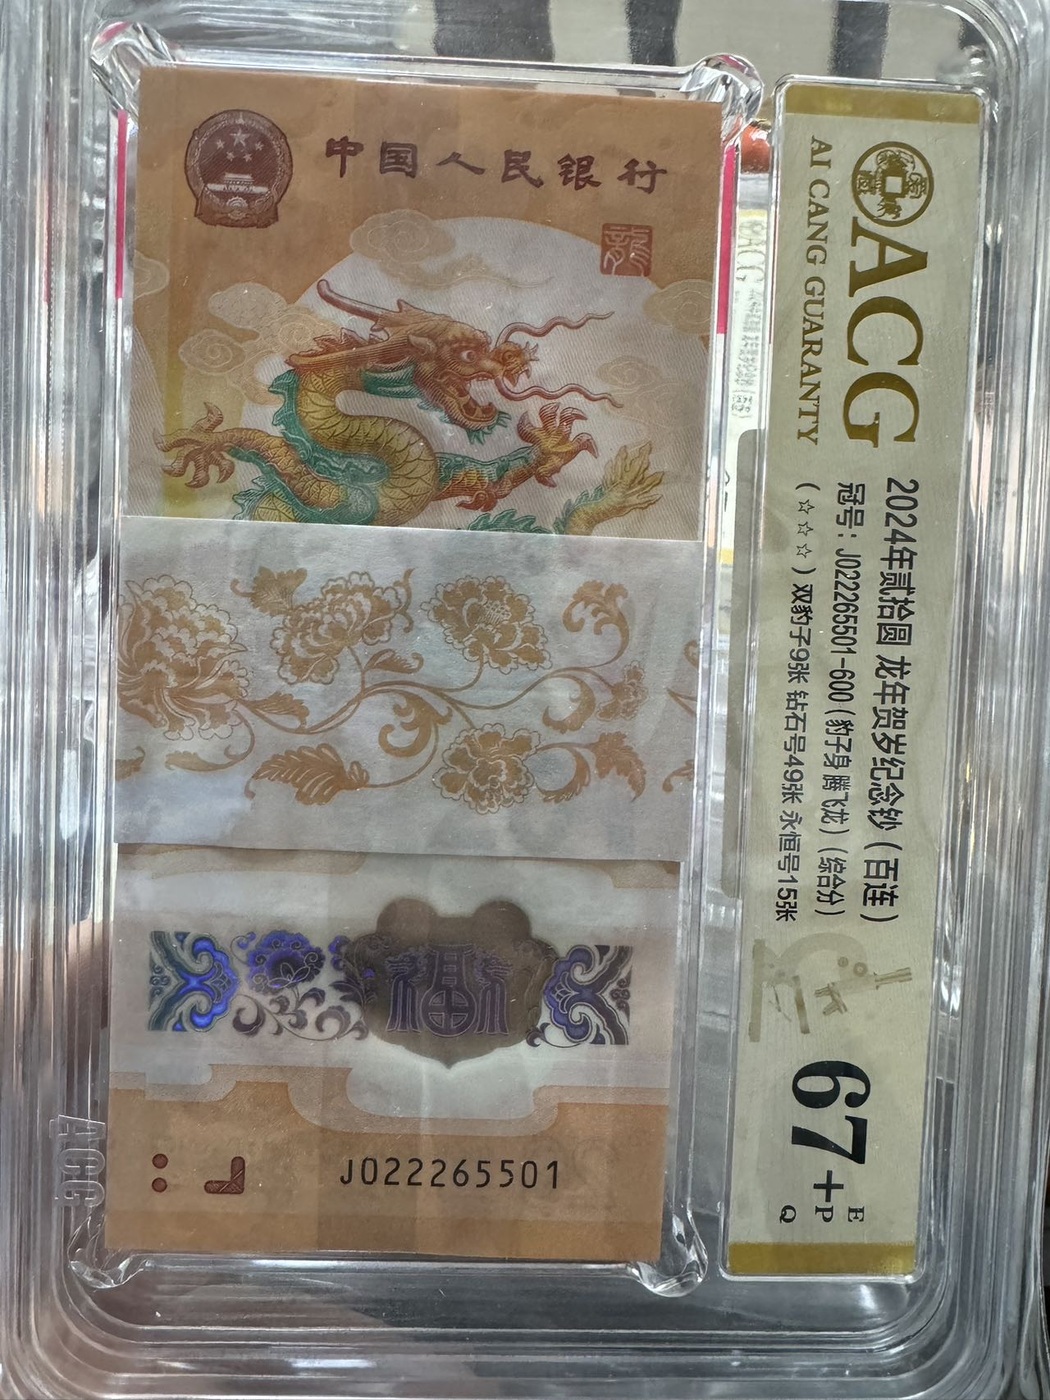 中国人民银行
龍
福
J022265501
ACG
ACG
AI CANG GUARANTY
2024年贰拾圆 龙年贺岁纪念钞（百连）
冠号：J022265501-600（豹子身 腾飞龙）（综合分）
（☆☆☆）双豹子9张 钻石号49张 永恒号15张
67+
E
P
Q